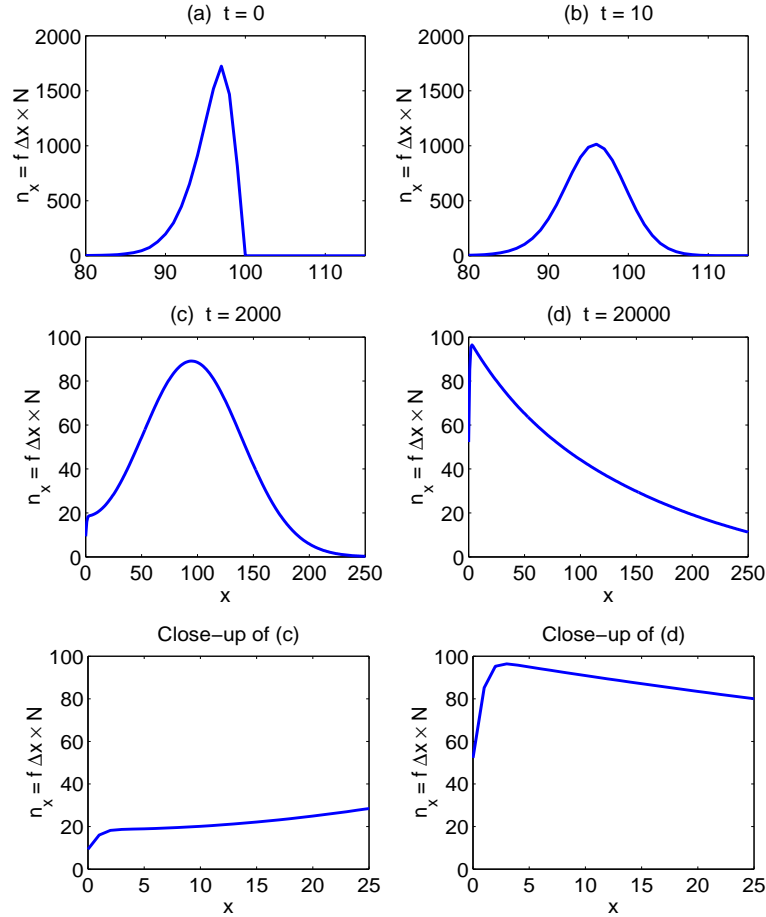 (a) t = 0
n_x = f Δx × N
2000
1500
1000
500
0
80 90 100 110
(b) t = 10
n_x = f Δx × N
2000
1500
1000
500
0
80 90 100 110
(c) t = 2000
n_x = f Δx × N
100
80
60
40
20
0
0 50 100 150 200 250
x
(d) t = 20000
n_x = f Δx × N
100
80
60
40
20
0
0 50 100 150 200 250
x
Close−up of (c)
n_x = f Δx × N
100
80
60
40
20
0
0 5 10 15 20 25
x
Close−up of (d)
n_x = f Δx × N
100
80
60
40
20
0
0 5 10 15 20 25
x